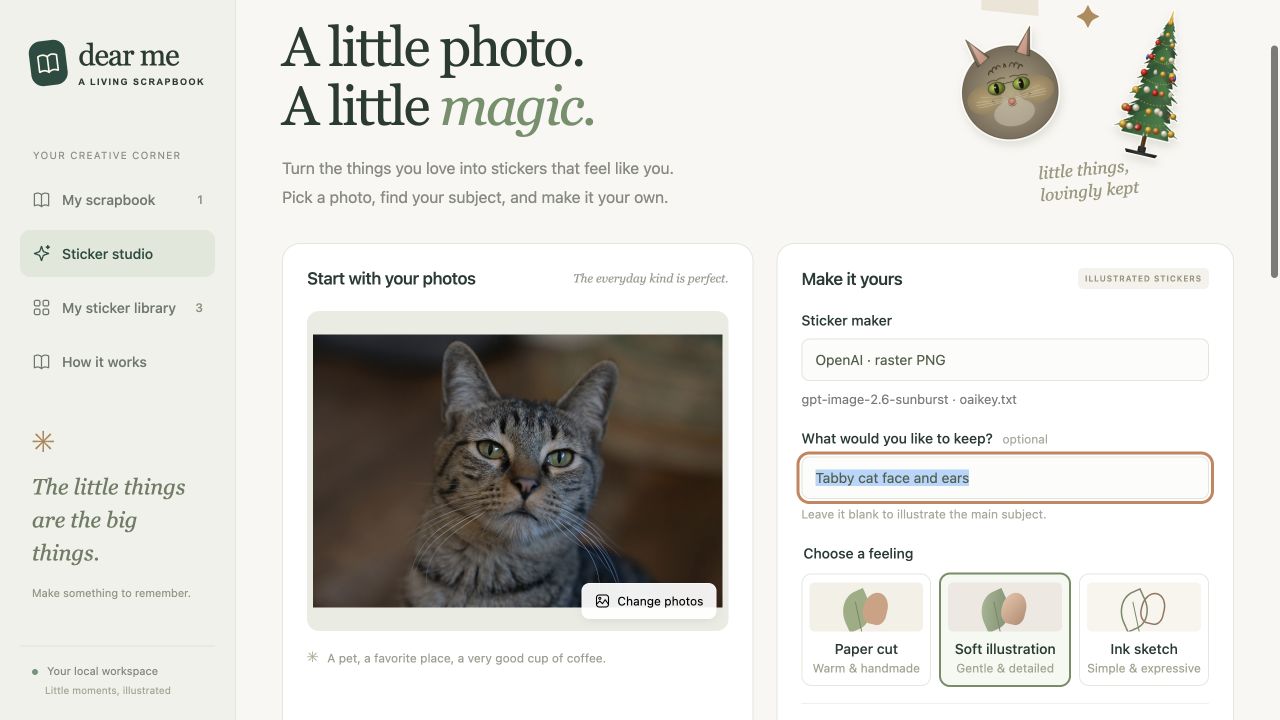 dear me
A LIVING SCRAPBOOK
YOUR CREATIVE CORNER
My scrapbook 1
Sticker studio
My sticker library 3
How it works
The little things
are the big
things.
Make something to remember.
Your local workspace
Little moments, illustrated
A little photo.
A little magic.
Turn the things you love into stickers that feel like you.
Pick a photo, find your subject, and make it your own.
little things,
lovingly kept
Start with your photos
The everyday kind is perfect.
Change photos
A pet, a favorite place, a very good cup of coffee.
Make it yours
ILLUSTRATED STICKERS
Sticker maker
OpenAI · raster PNG
gpt-image-2.6-sunburst · oaikey.txt
What would you like to keep? optional
Tabby cat face and ears
Leave it blank to illustrate the main subject.
Choose a feeling
Paper cut
Warm & handmade
Soft illustration
Gentle & detailed
Ink sketch
Simple & expressive